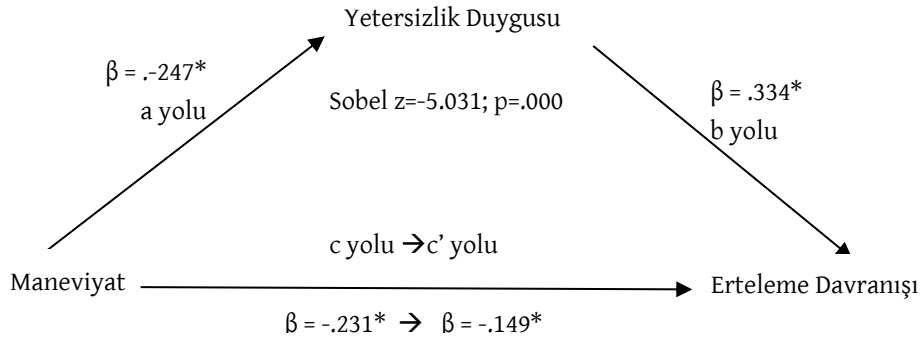 Yetersizlik Duygusu
β = .-247*
a yolu
Sobel z=-5.031; p=.000
β = .334*
b yolu
c yolu →c’ yolu
Maneviyat
Erteleme Davranışı
β = -.231* → β = -.149*